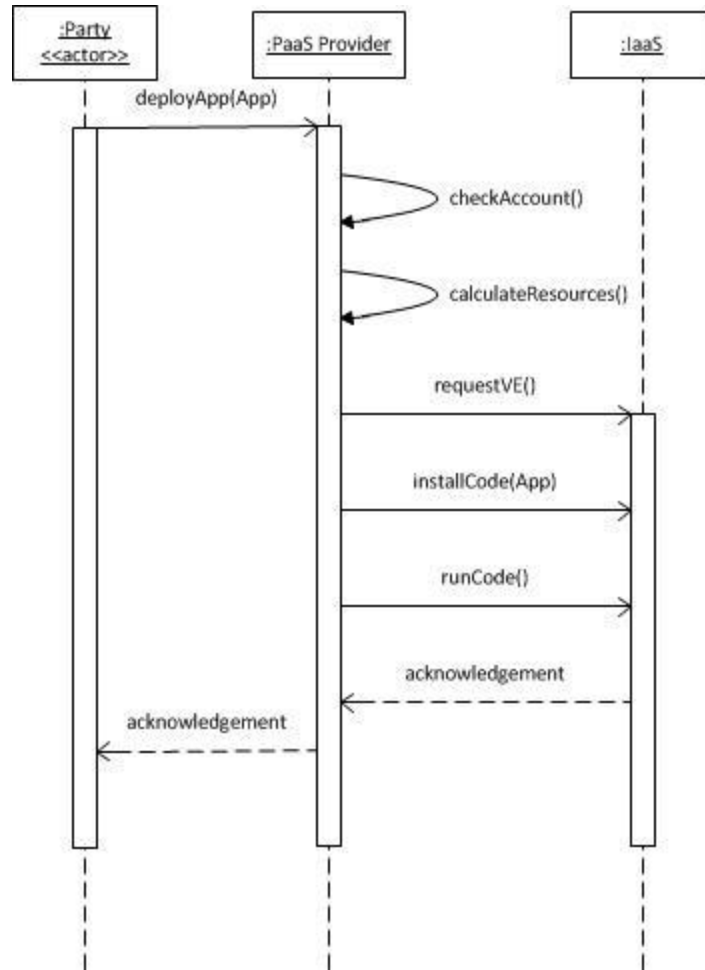 :Party
<<actor>>
:PaaS Provider
:IaaS
deployApp(App)
checkAccount()
calculateResources()
requestVE()
installCode(App)
runCode()
acknowledgement
acknowledgement